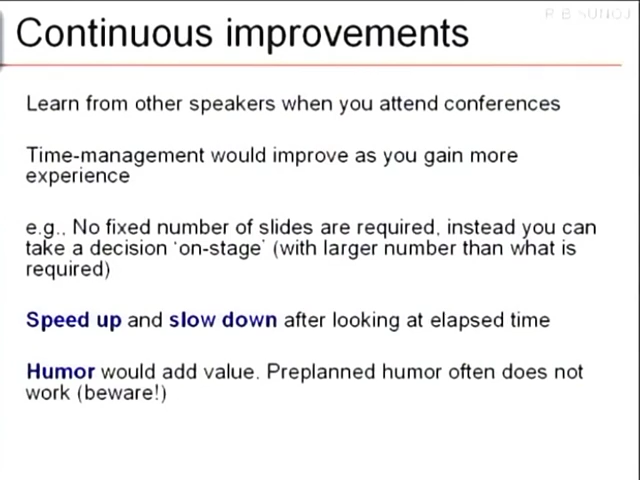 R B SUNOJ
Continuous improvements
Learn from other speakers when you attend conferences
Time-management would improve as you gain more
experience
e.g., No fixed number of slides are required, instead you can
take a decision 'on-stage' (with larger number than what is
required)
Speed up and slow down after looking at elapsed time
Humor would add value. Preplanned humor often does not
work (beware!)